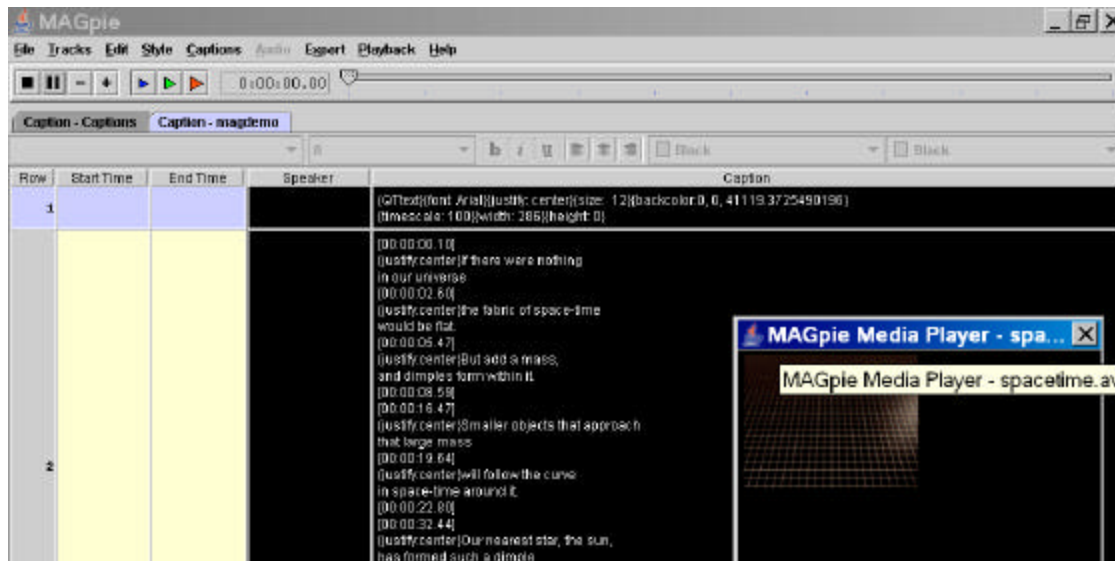 MAGpie
File Tracks Edit Style Captions Audio Export Playback Help
0:00:00.00
Caption - Captions Caption - magdemo
8 b i u Black Black
Row Start Time End Time Speaker Caption
1 {QTtext}{font Arial}{justify: center}{size: 12}{backcolor:0, 0, 41119.3725490196}
{timescale: 100}{width: 286}{height: 0}
[00:00:00.10]
{justify:center}If there were nothing
in our universe
[00:00:02.60]
{justify:center}the fabric of space-time
would be flat.
[00:00:05.47]
{justify:center}But add a mass,
and dimples form within it.
[00:00:08.59]
[00:00:16.47]
{justify:center}Smaller objects that approach
that large mass
[00:00:19.64]
2 {justify:center}will follow the curve
in space-time around it.
[00:00:22.80]
[00:00:32.44]
{justify:center}Our nearest star, the sun,
has formed such a dimple
MAGpie Media Player - spa...
MAGpie Media Player - spacetime.av